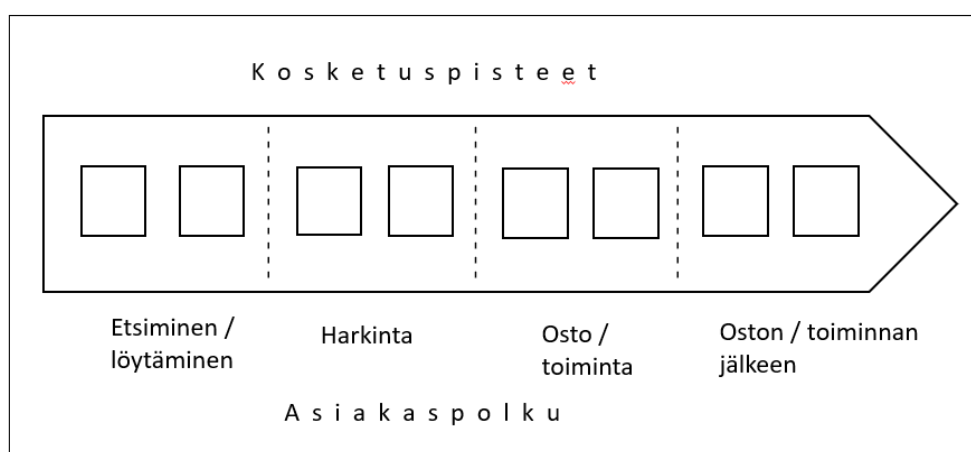 K o s k e t u s p i s t e e t
Etsiminen /
löytäminen
Harkinta
Osto /
toiminta
Oston / toiminnan
jälkeen
A s i a k a s p o l k u